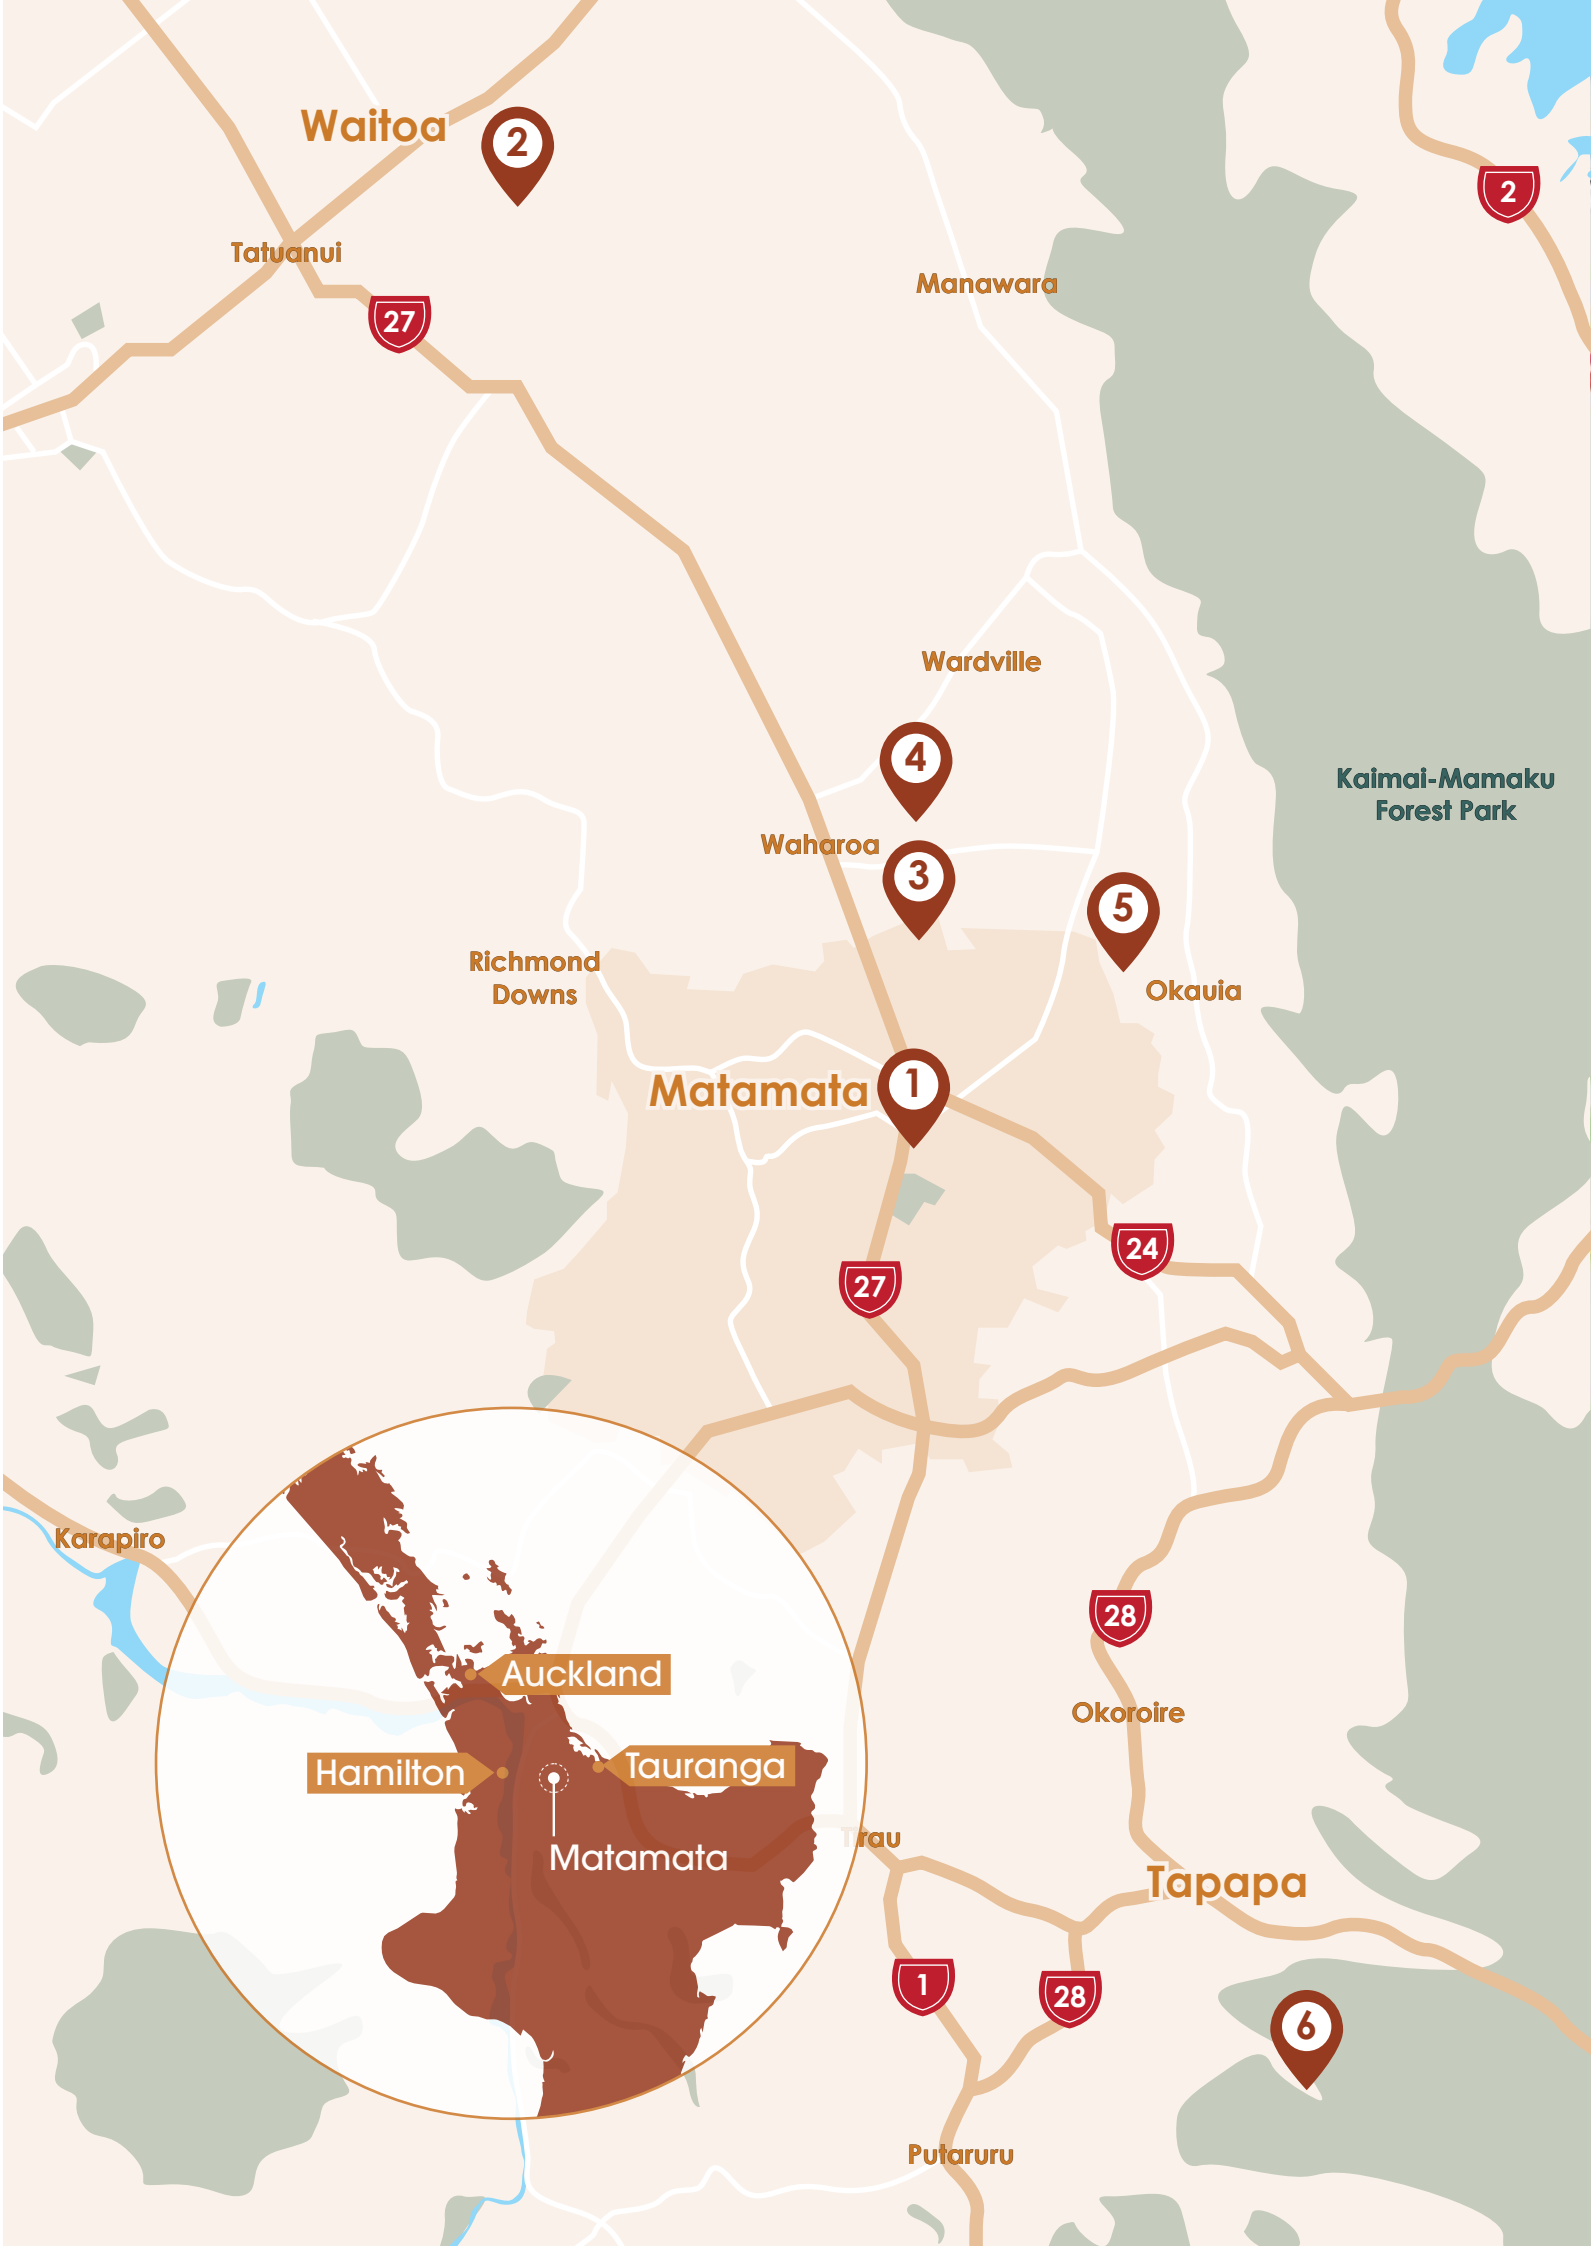 Waitoa
2
2
Tatuanui
27
Manawara
Wardville
4
Kaimai-Mamaku
Forest Park
Waharoa
3
5
Richmond
Downs
Okauia
Matamata
1
24
27
Karapiro
28
Auckland
Okoroire
Hamilton
Tauranga
Matamata
Tirau
Tapapa
1
28
6
Putaruru